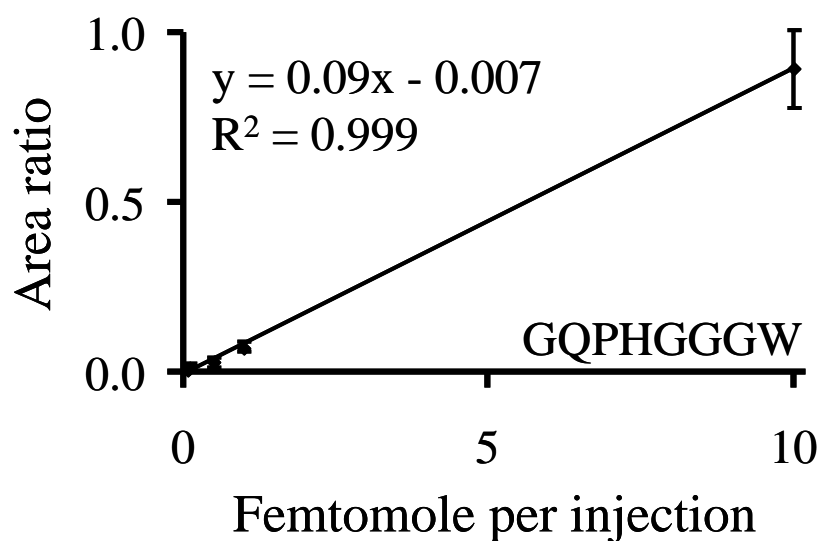 1.0
y = 0.09x - 0.007
R² = 0.999
Area ratio
0.5
GQPHGGGW
0.0
0 5 10
Femtomole per injection